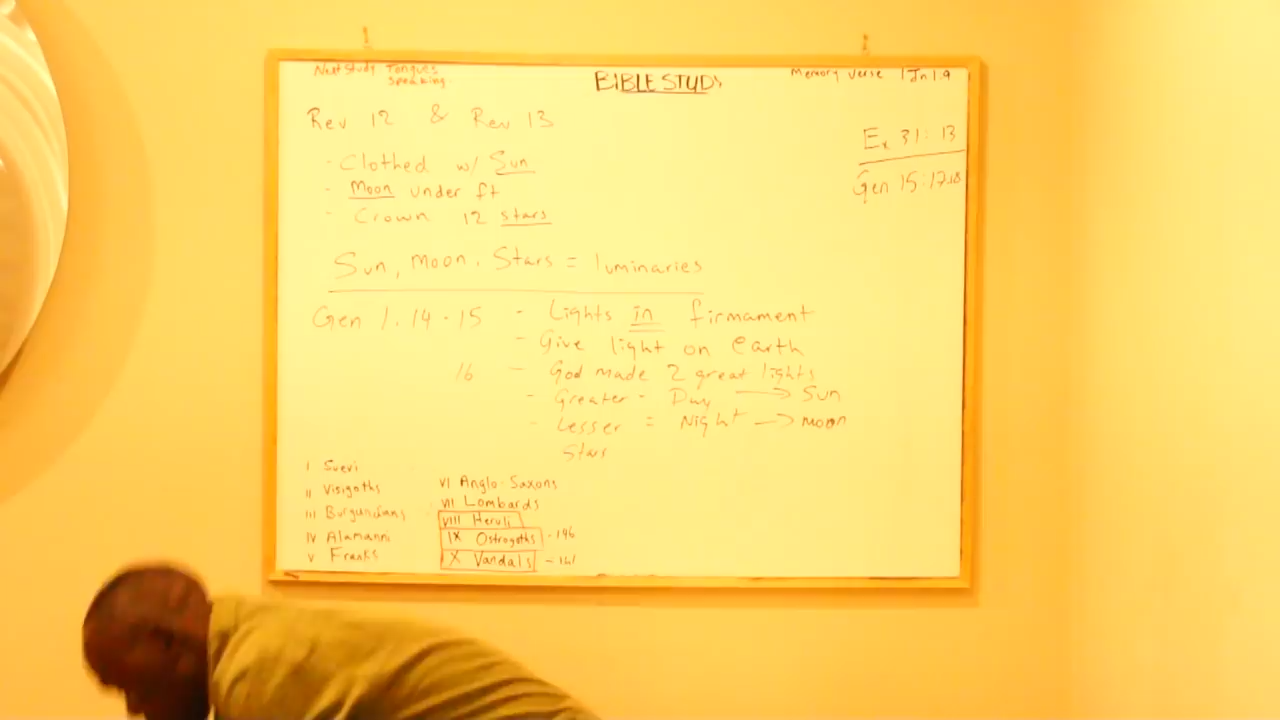 Next Study Tongues
Speaking.
BIBLE STUDY
Memory Verse 1 Jn 1.9
Rev 12 & Rev 13
Ex 31:13
Gen 15:17,18
- Clothed w/ Sun
- Moon under ft
- Crown 12 stars
Sun, Moon, Stars = luminaries
Gen 1.14-15 - Lights in firmament
- Give light on earth
16 - God made 2 great lights
- Greater - Day → Sun
- Lesser = Night → Moon
Stars
I Suevi
II Visigoths
III Burgundians
IV Alamanni
V Franks
VI Anglo-Saxons
VII Lombards
VIII Heruli
IX Ostrogoths - 196
X Vandals - 141